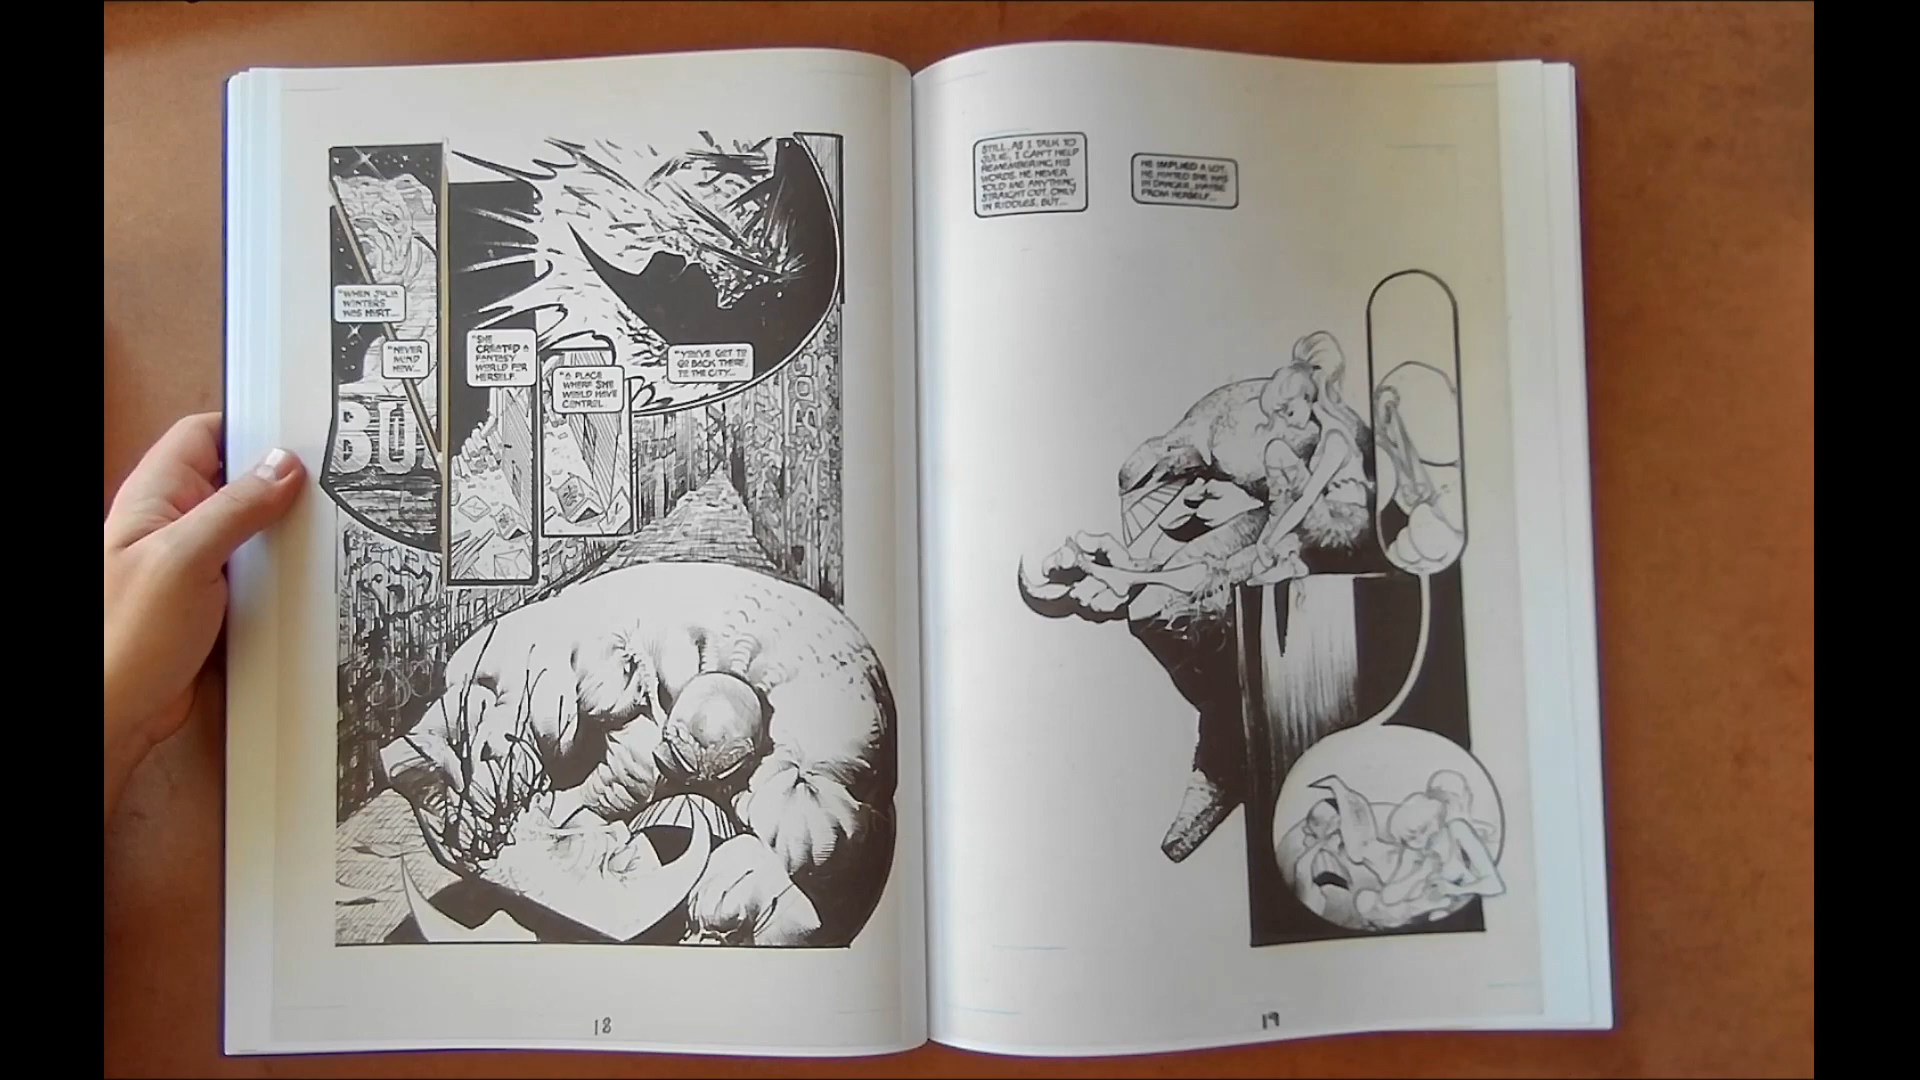 "WHEN JULIE
WINTERS
WAS HURT...
"NEVER
MIND
HOW...
"SHE
CREATED A
FANTASY
WORLD FOR
HERSELF.
"A PLACE
WHERE SHE
WOULD HAVE
CONTROL.
"YOU'VE GOT TO
GO BACK THERE,
TO THE CITY...
BU
18
STILL, AS I TALK TO
JULIE, I CAN'T HELP
REMEMBERING HIS
WORDS. HE NEVER
TOLD ME ANYTHING
STRAIGHT OUT, ONLY
IN RIDDLES, BUT...
HE IMPLIED A LOT.
HE HINTED SHE WAS
IN DANGER, MAYBE
FROM HERSELF...
19